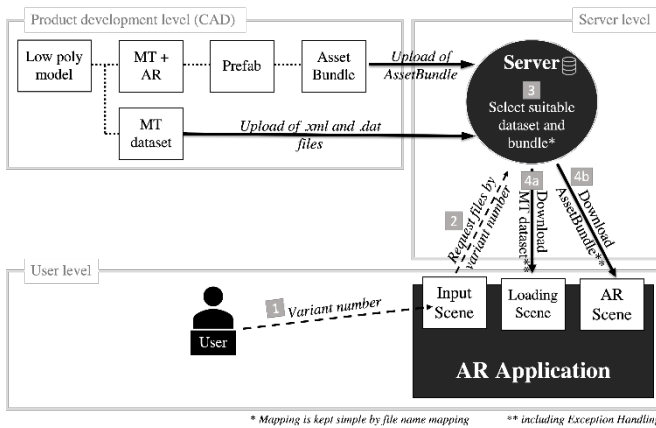 Product development level (CAD)
Server level
Low poly
model
MT +
AR
Prefab
Asset
Bundle
Upload of
AssetBundle
MT
dataset
Upload of .xml and .dat
files
Server
3
Select suitable
dataset and
bundle*
2
Request files by
variant number
4a
Download
MT dataset**
4b
Download
AssetBundle**
User level
User
1
Variant number
Input
Scene
Loading
Scene
AR
Scene
AR Application
* Mapping is kept simple by file name mapping
** including Exception Handling